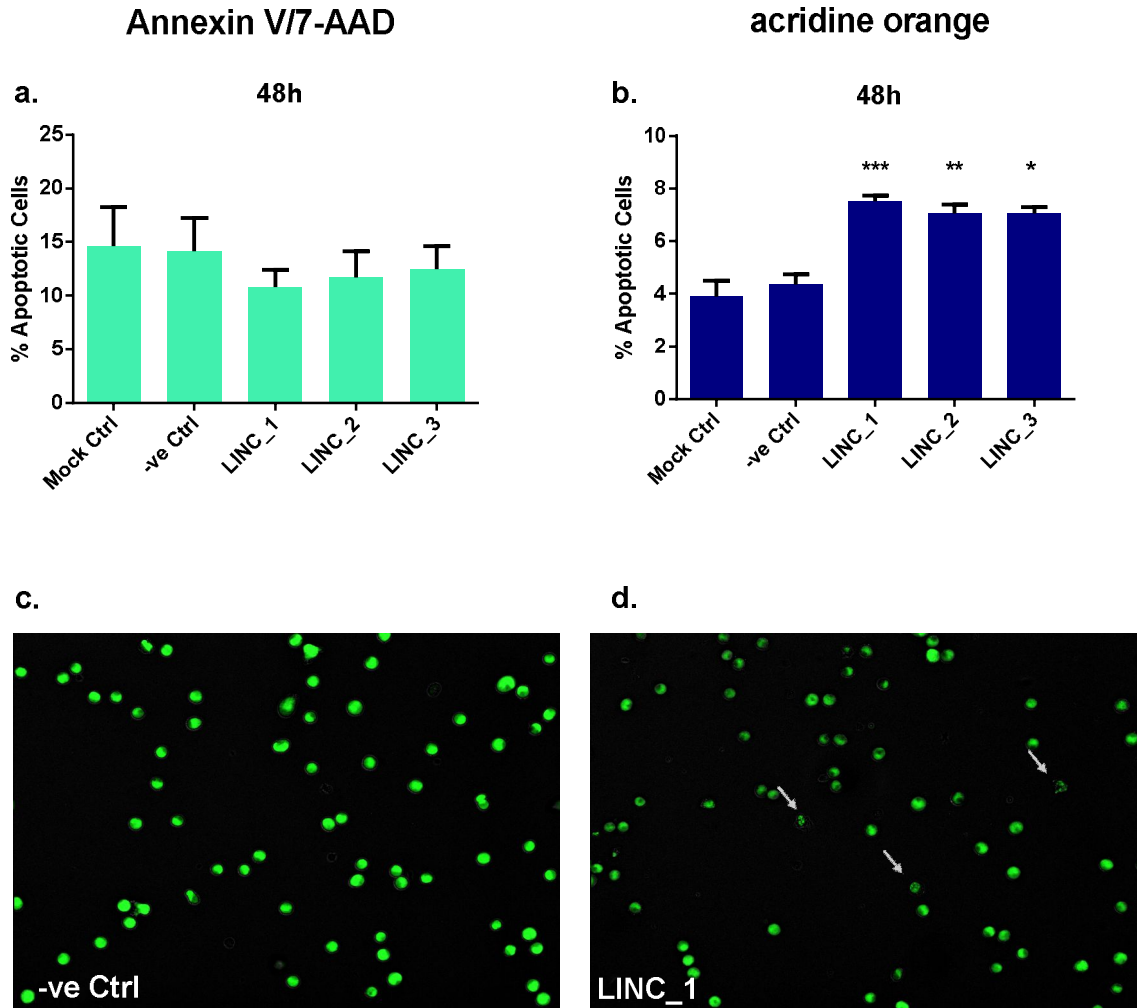 Annexin V/7-AAD
acridine orange
a.
48h
% Apoptotic Cells
25
20
15
10
5
0
Mock Ctrl
-ve Ctrl
LINC_1
LINC_2
LINC_3
b.
48h
% Apoptotic Cells
10
8
6
4
2
0
***
**
*
Mock Ctrl
-ve Ctrl
LINC_1
LINC_2
LINC_3
c.
-ve Ctrl
d.
LINC_1